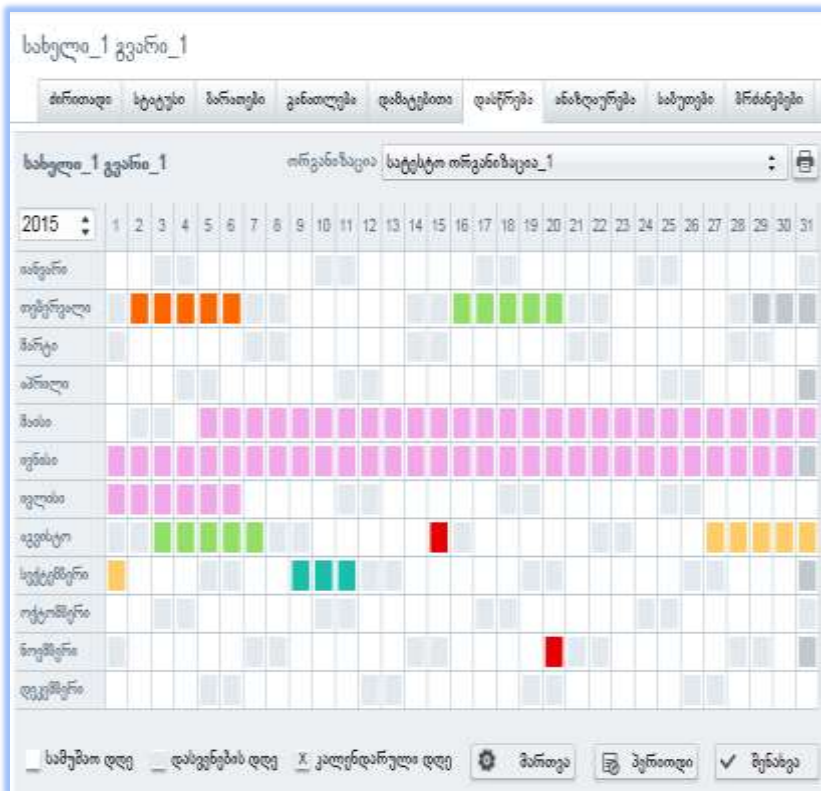 სახელი_1 გვარი_1
ძირითადი სტატუსი ბარათები განათლება დამატებითი დასწრება ანაზღაურება საბუთები ბრძანებები
სახელი_1 გვარი_1 ორგანიზაცია სატესტო ორგანიზაცია_1
2015 1 2 3 4 5 6 7 8 9 10 11 12 13 14 15 16 17 18 19 20 21 22 23 24 25 26 27 28 29 30 31
იანვარი
თებერვალი
მარტი
აპრილი
მაისი
ივნისი
ივლისი
აგვისტო
სექტემბერი
ოქტომბერი
ნოემბერი
დეკემბერი
სამუშაო დღე დასვენების დღე X კალენდარული დღე მართვა პერიოდი შენახვა